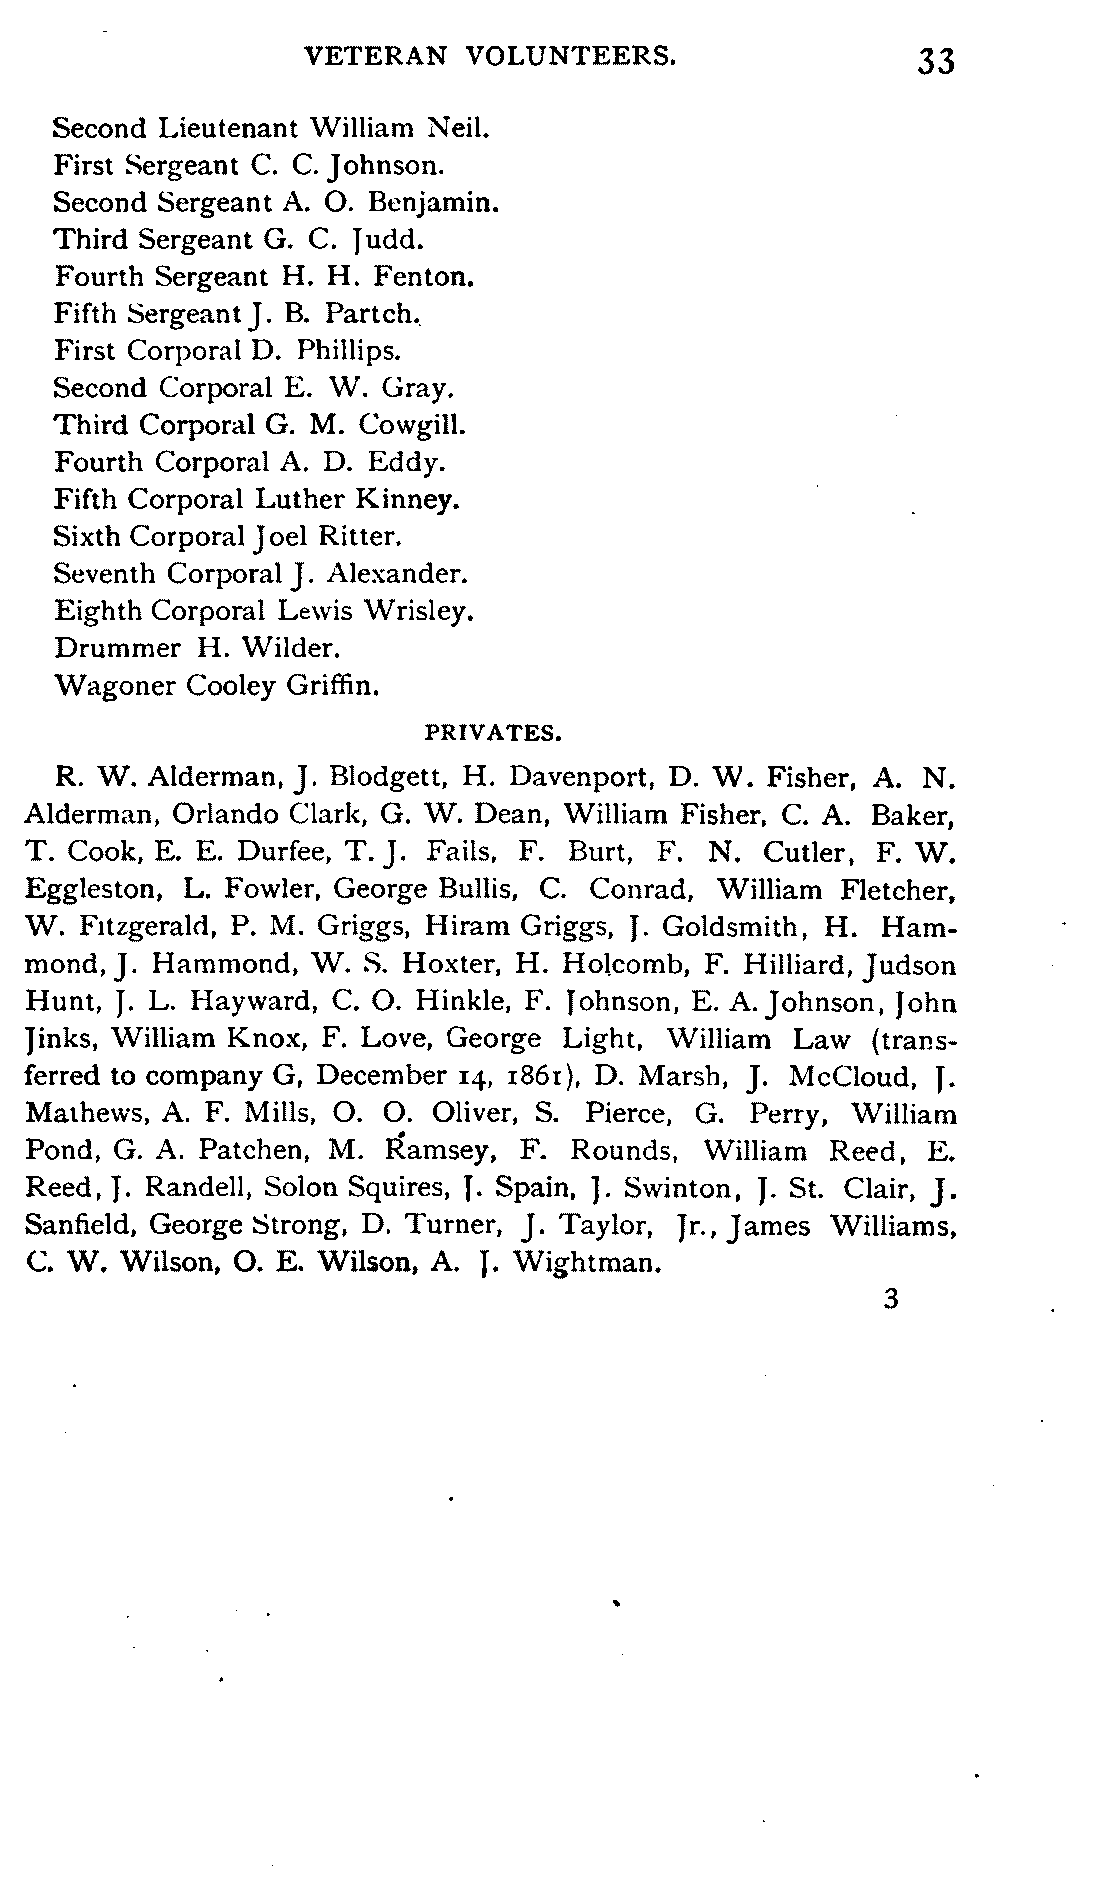 VETERAN VOLUNTEERS. 33
Second Lieutenant William Neil.
First Sergeant C. C. Johnson.
Second Sergeant A. O. Benjamin.
Third Sergeant G. C. Judd.
Fourth Sergeant H. H. Fenton.
Fifth Sergeant J. B. Partch.
First Corporal D. Phillips.
Second Corporal E. W. Gray.
Third Corporal G. M. Cowgill.
Fourth Corporal A. D. Eddy.
Fifth Corporal Luther Kinney.
Sixth Corporal Joel Ritter.
Seventh Corporal J. Alexander.
Eighth Corporal Lewis Wrisley.
Drummer H. Wilder.
Wagoner Cooley Griffin.
PRIVATES.
R. W. Alderman, J. Blodgett, H. Davenport, D. W. Fisher, A. N.
Alderman, Orlando Clark, G. W. Dean, William Fisher, C. A. Baker,
T. Cook, E. E. Durfee, T. J. Fails, F. Burt, F. N. Cutler, F. W.
Eggleston, L. Fowler, George Bullis, C. Conrad, William Fletcher,
W. Fitzgerald, P. M. Griggs, Hiram Griggs, J. Goldsmith, H. Ham-
mond, J. Hammond, W. S. Hoxter, H. Holcomb, F. Hilliard, Judson
Hunt, J. L. Hayward, C. O. Hinkle, F. Johnson, E. A. Johnson, John
Jinks, William Knox, F. Love, George Light, William Law (trans-
ferred to company G, December 14, 1861), D. Marsh, J. McCloud, J.
Mathews, A. F. Mills, O. O. Oliver, S. Pierce, G. Perry, William
Pond, G. A. Patchen, M. Ramsey, F. Rounds, William Reed, E.
Reed, J. Randell, Solon Squires, J. Spain, J. Swinton, J. St. Clair, J.
Sanfield, George Strong, D. Turner, J. Taylor, Jr., James Williams,
C. W. Wilson, O. E. Wilson, A. J. Wightman.
3